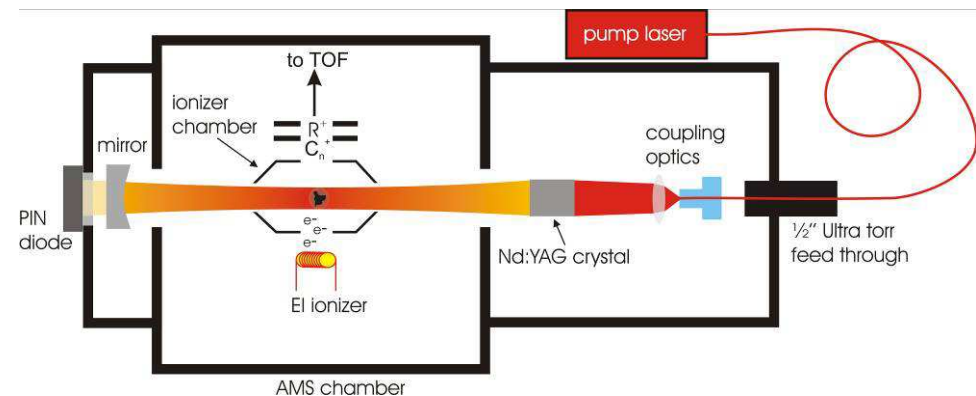 pump laser
to TOF
ionizer
chamber
R+
Cn+
mirror
coupling
optics
PIN
diode
e-
e-
e-
EI ionizer
Nd:YAG crystal
½" Ultra torr
feed through
AMS chamber